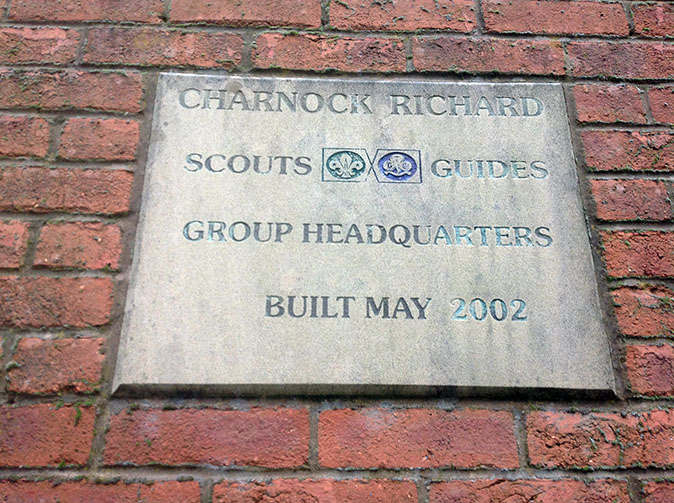 CHARNOCK RICHARD
SCOUTS GUIDES
GROUP HEADQUARTERS
BUILT MAY 2002